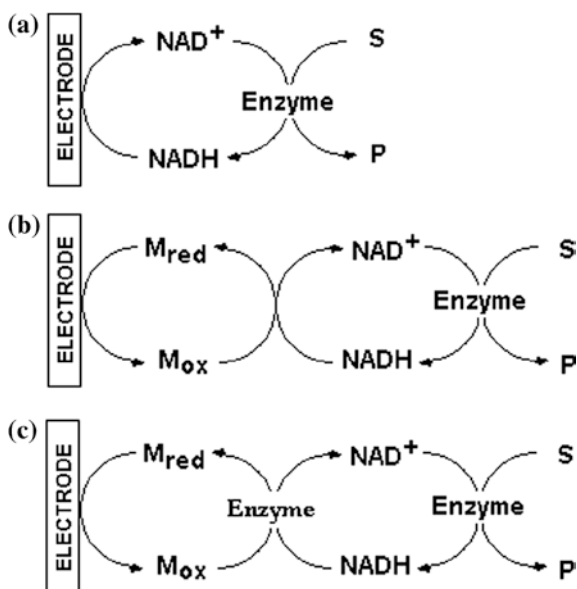 (a)
ELECTRODE
NAD+ S
Enzyme
NADH P
(b)
ELECTRODE
Mred NAD+ S
Enzyme
Mox NADH P
(c)
ELECTRODE
Mred NAD+ S
Enzyme Enzyme
Mox NADH P